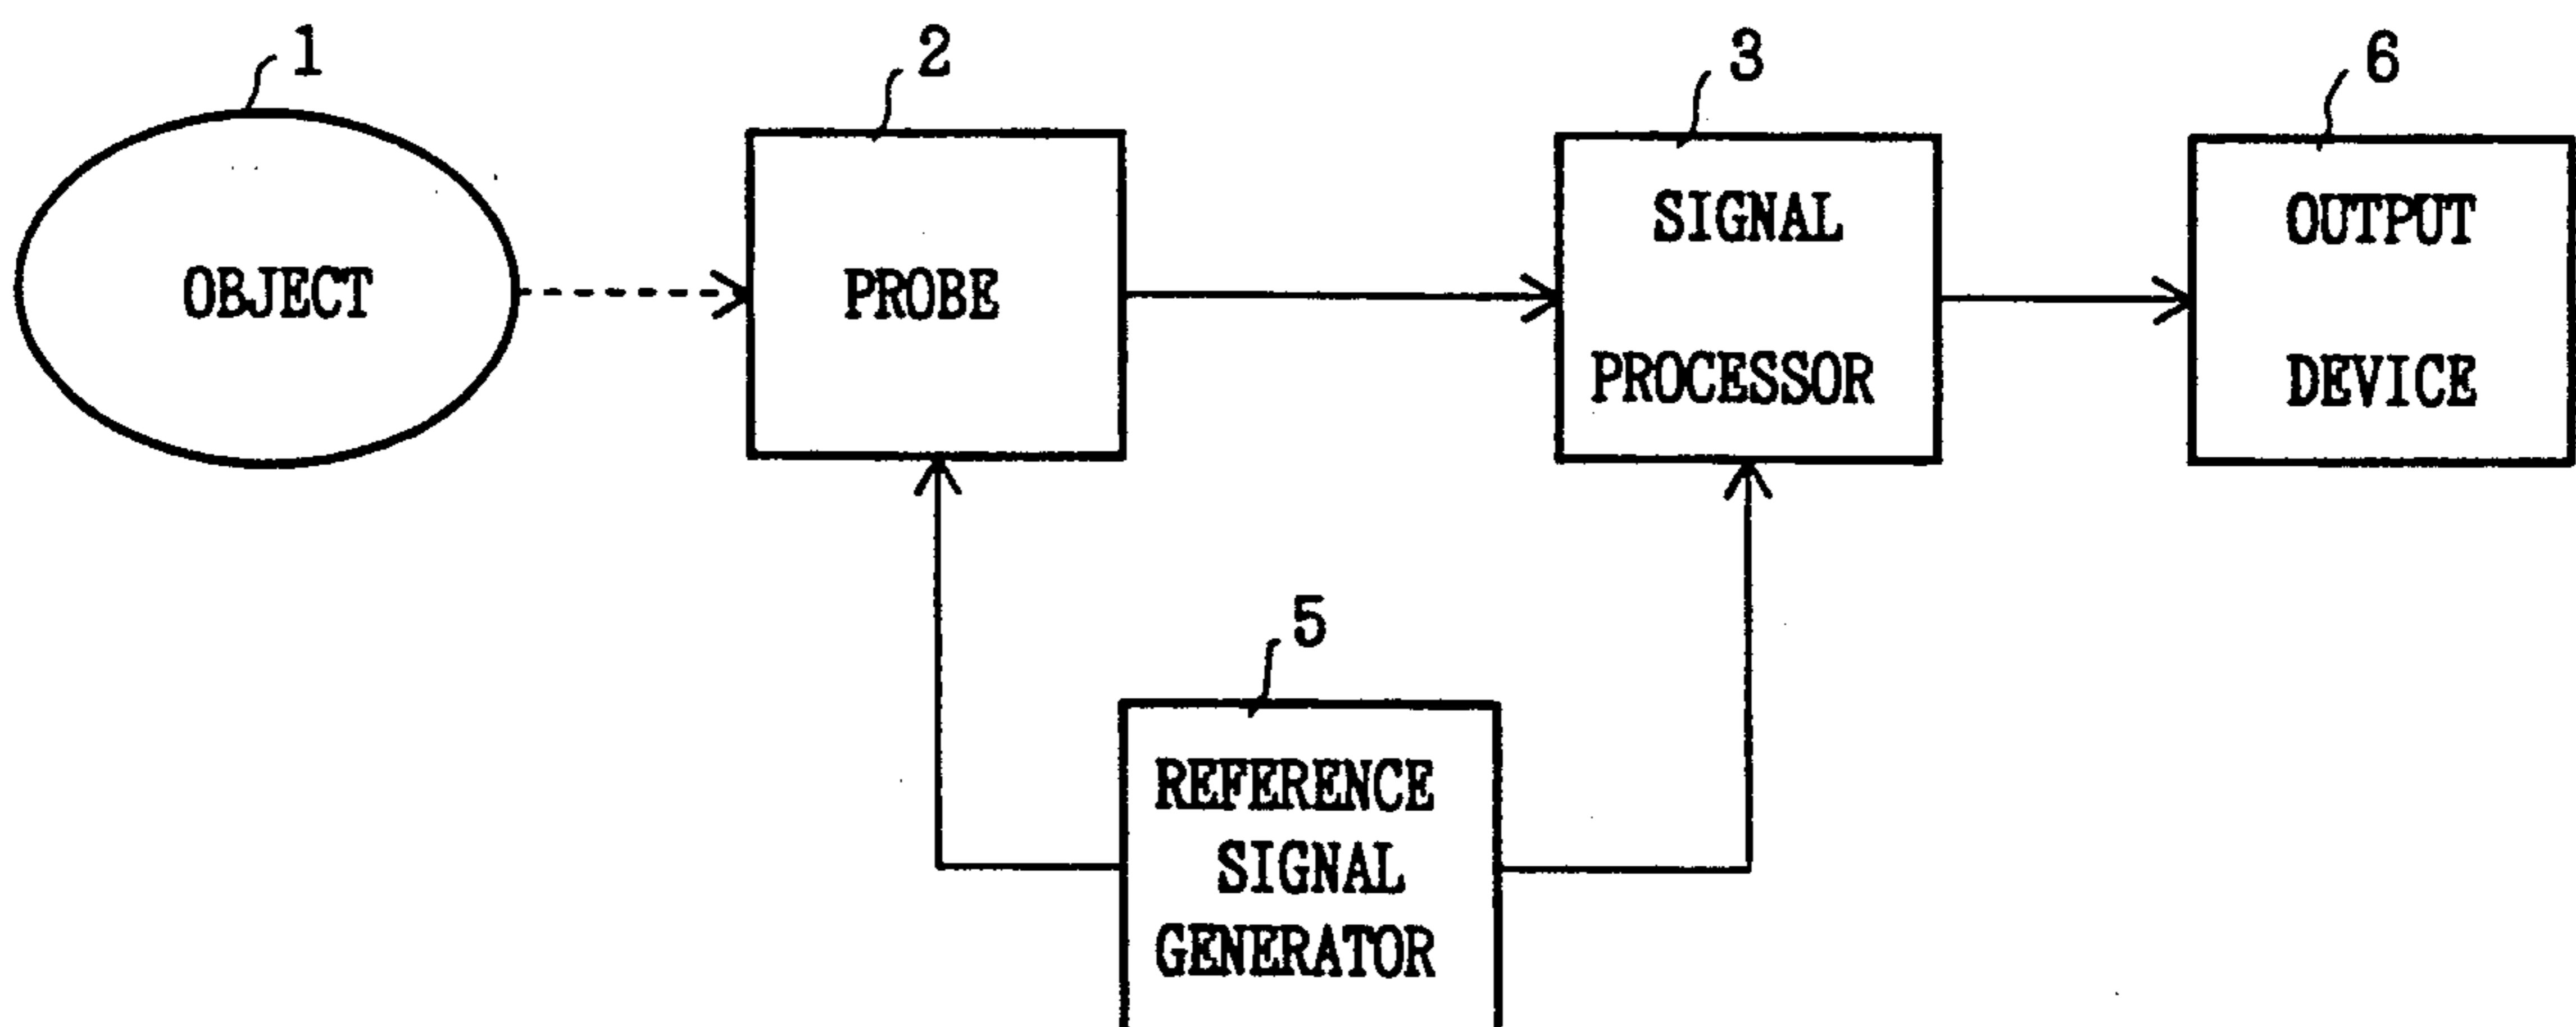 1
2
3
6
OBJECT
PROBE
SIGNAL
PROCESSOR
OUTPUT
DEVICE
5
REFERENCE
SIGNAL
GENERATOR